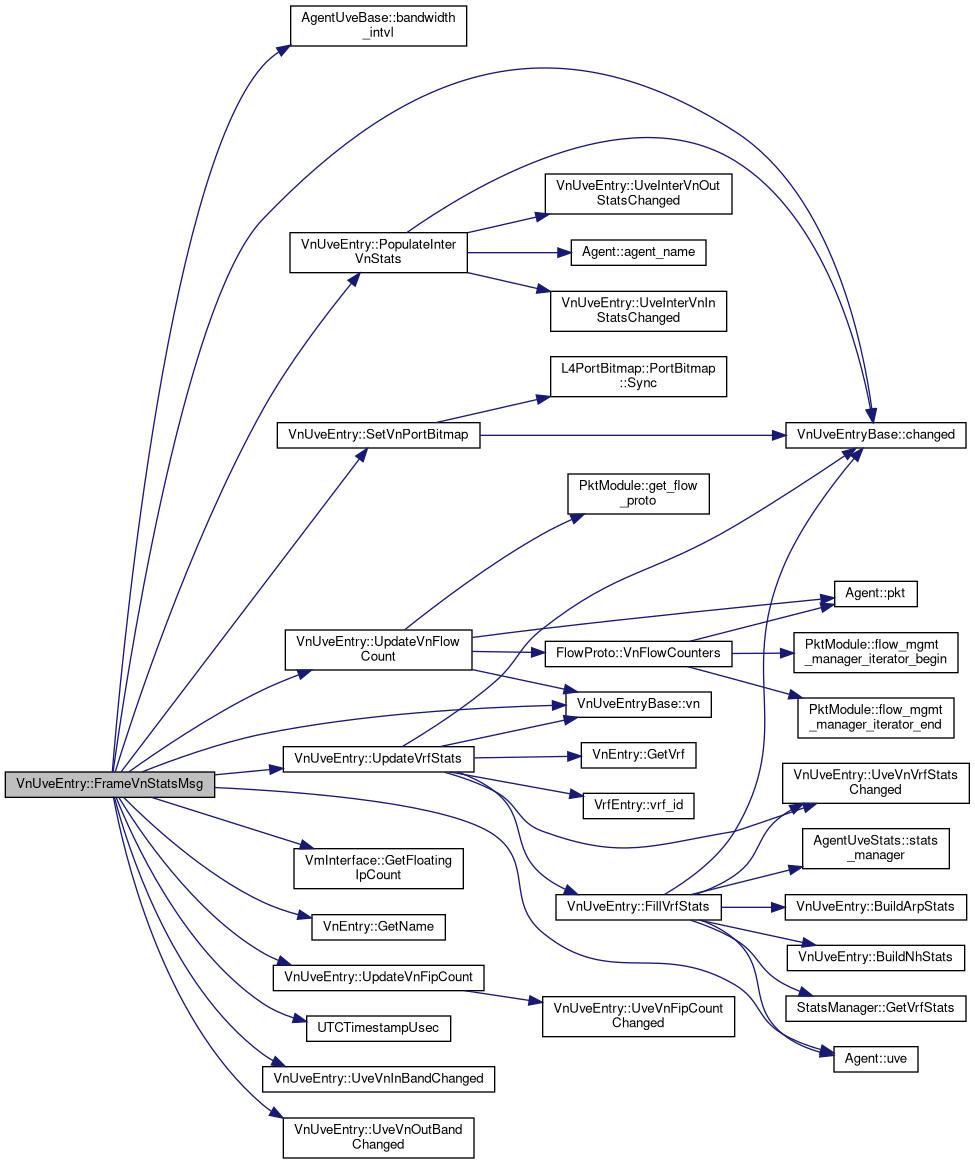 AgentUveBase::bandwidth
_intvl
VnUveEntry::UveInterVnOut
StatsChanged
VnUveEntry::PopulateInter
VnStats
Agent::agent_name
VnUveEntry::UveInterVnIn
StatsChanged
L4PortBitmap::PortBitmap
::Sync
VnUveEntry::SetVnPortBitmap
VnUveEntryBase::changed
PktModule::get_flow
_proto
Agent::pkt
VnUveEntry::UpdateVnFlow
Count
FlowProto::VnFlowCounters
PktModule::flow_mgmt
_manager_iterator_begin
VnUveEntryBase::vn
PktModule::flow_mgmt
_manager_iterator_end
VnUveEntry::UpdateVrfStats
VnEntry::GetVrf
VnUveEntry::FrameVnStatsMsg
VnUveEntry::UveVnVrfStats
Changed
VrfEntry::vrf_id
AgentUveStats::stats
_manager
VmInterface::GetFloating
IpCount
VnUveEntry::FillVrfStats
VnUveEntry::BuildArpStats
VnEntry::GetName
VnUveEntry::BuildNhStats
VnUveEntry::UpdateVnFipCount
StatsManager::GetVrfStats
VnUveEntry::UveVnFipCount
Changed
UTCTimestampUsec
Agent::uve
VnUveEntry::UveVnInBandChanged
VnUveEntry::UveVnOutBand
Changed